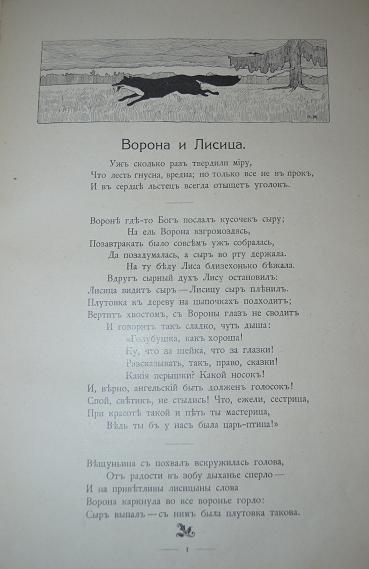 Ворона и Лисица.
Ужъ сколько разъ твердили міру,
Что лесть гнусна, вредна; но только все не въ прокъ,
И въ сердцѣ льстецъ всегда отыщетъ уголокъ.
Воронѣ гдѣ-то Богъ послалъ кусочекъ сыру;
На ель Ворона взгромоздясь,
Позавтракать было совсѣмъ ужъ собралась,
Да позадумалась, а сыръ во рту держала.
На ту бѣду Лиса близехонько бѣжала.
Вдругъ сырный духъ Лису остановилъ:
Лисица видитъ сыръ—Лисицу сыръ плѣнилъ.
Плутовка къ дереву на цыпочкахъ подходитъ;
Вертитъ хвостомъ, съ Вороны глазъ не сводитъ
И говоритъ такъ сладко, чуть дыша:
«Голубушка, какъ хороша!
Ну, что за шейка, что за глазки!
Разсказывать, такъ, право, сказки!
Какія перышки! Какой носокъ!
И, вѣрно, ангельскій быть долженъ голосокъ!
Спой, свѣтикъ, не стыдись! Что, ежели, сестрица,
При красотѣ такой и пѣть ты мастерица,
Вѣдь ты бъ у насъ была царь-птица!»
Вѣщуньина съ похвалъ вскружилась голова,
Отъ радости въ зобу дыханье сперло—
И на привѣтливы лисицыны слова
Ворона каркнула во все воронье горло:
Сыръ выпалъ—съ нимъ была плутовка такова.
1